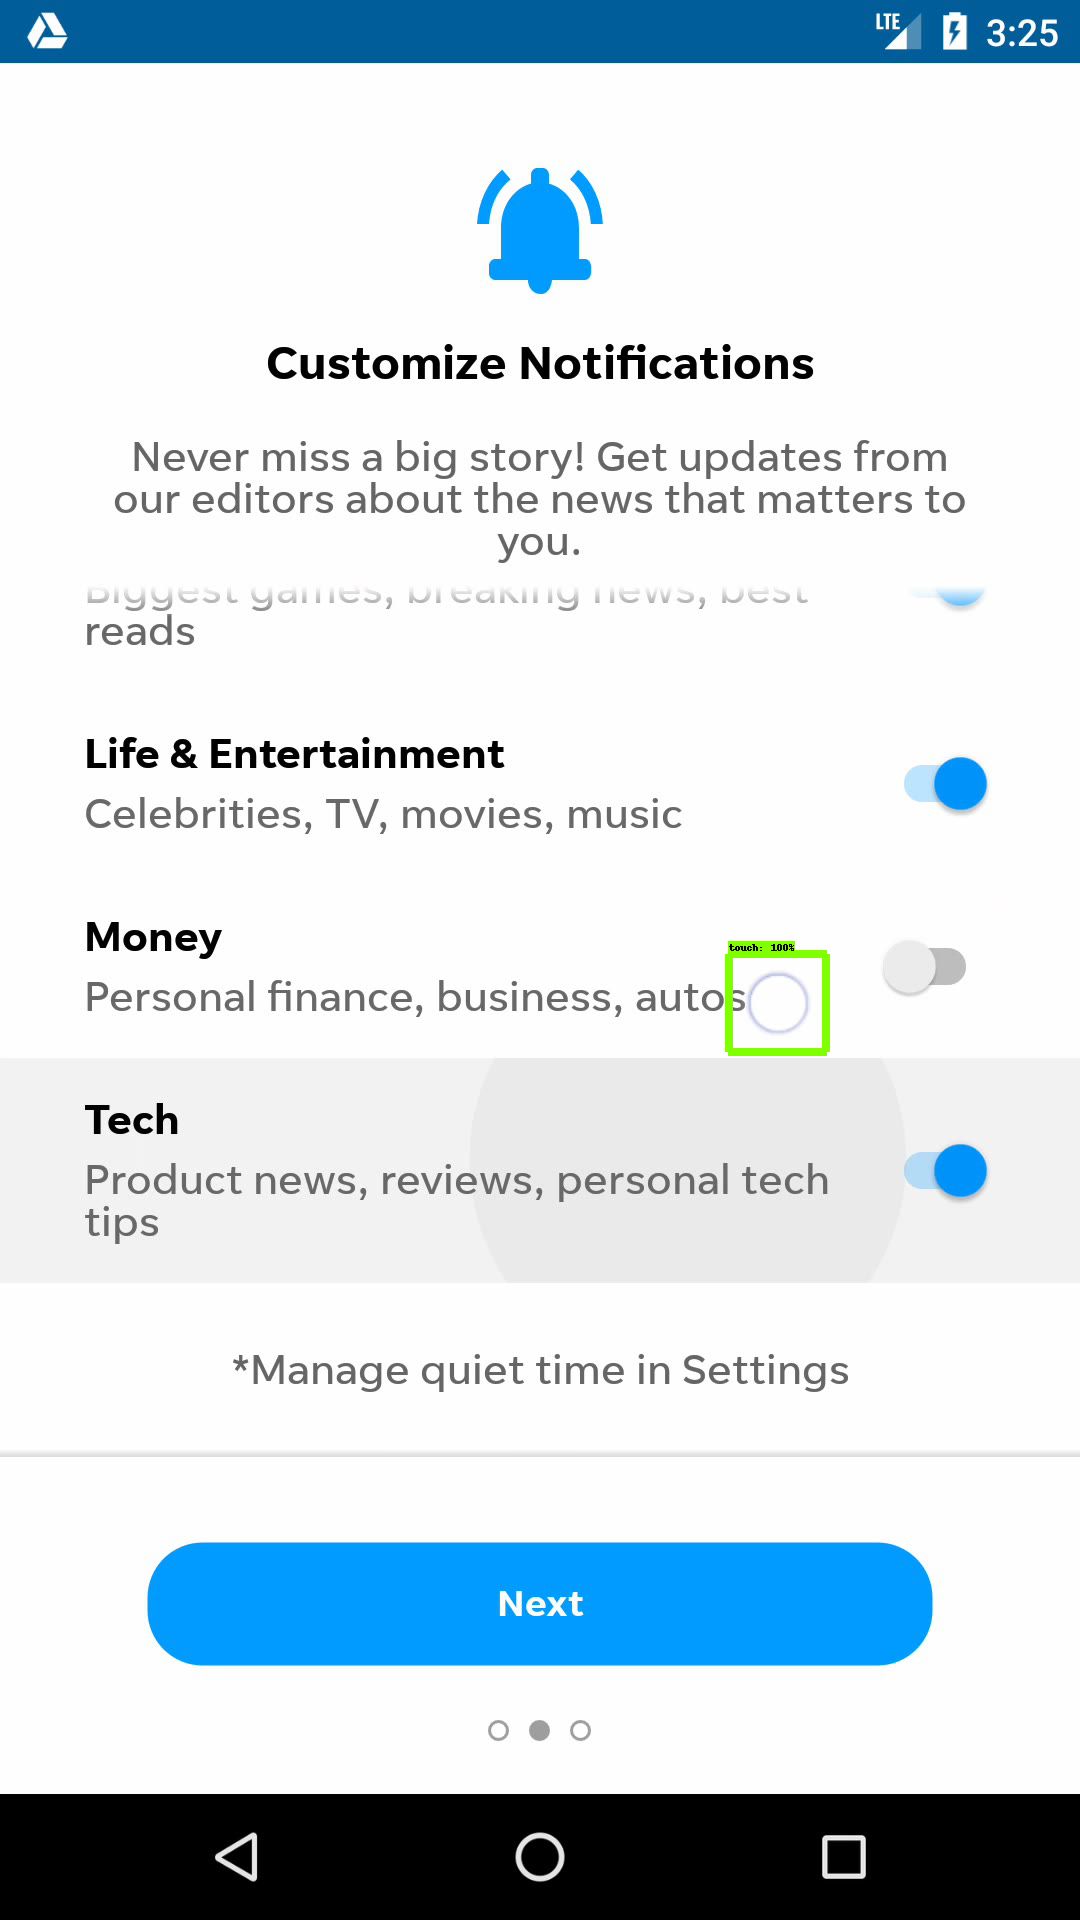 LTE 3:25
Customize Notifications
Never miss a big story! Get updates from
our editors about the news that matters to
you.
Biggest games, breaking news, best
reads
Life & Entertainment
Celebrities, TV, movies, music
Money
touch: 100%
Personal finance, business, autos
Tech
Product news, reviews, personal tech
tips
*Manage quiet time in Settings
Next